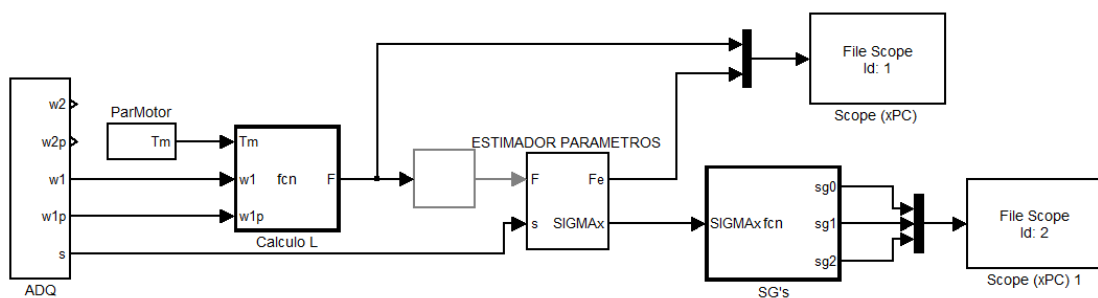 File Scope
Id: 1
Scope (xPC)
w2
w2p
w1
w1p
s
ADQ
ParMotor
Tm
Tm
w1
w1p
fcn
F
Calculo L
ESTIMADOR PARAMETROS
F
s
Fe
SIGMAx
SIGMAx
fcn
sg0
sg1
sg2
SG's
File Scope
Id: 2
Scope (xPC) 1